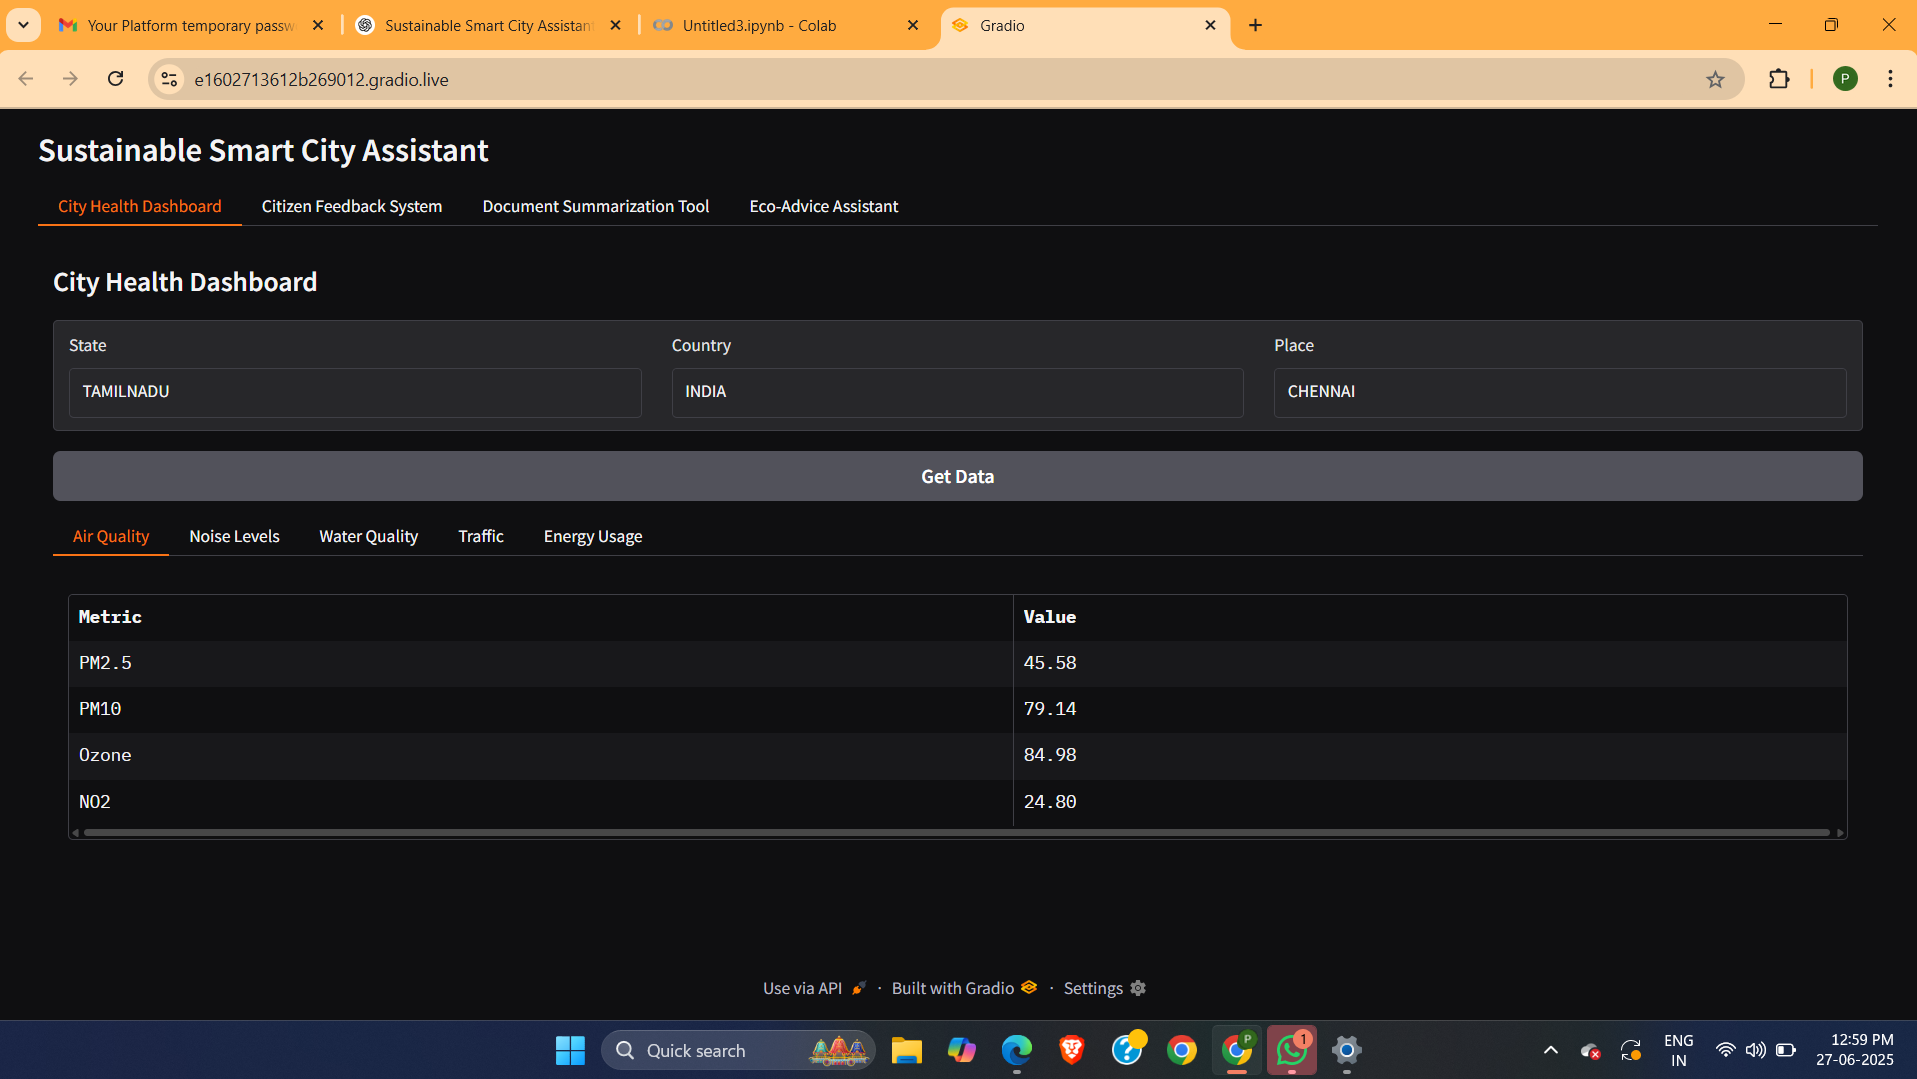 Your Platform temporary passw
Sustainable Smart City Assistant
Untitled3.ipynb - Colab
Gradio
e1602713612b269012.gradio.live
P
Sustainable Smart City Assistant
City Health Dashboard
Citizen Feedback System
Document Summarization Tool
Eco-Advice Assistant
City Health Dashboard
State
Country
Place
TAMILNADU
INDIA
CHENNAI
Get Data
Air Quality
Noise Levels
Water Quality
Traffic
Energy Usage
Metric
Value
PM2.5
45.58
PM10
79.14
Ozone
84.98
NO2
24.80
Use via API · Built with Gradio · Settings
Quick search
P
1
ENG
IN
12:59 PM
27-06-2025